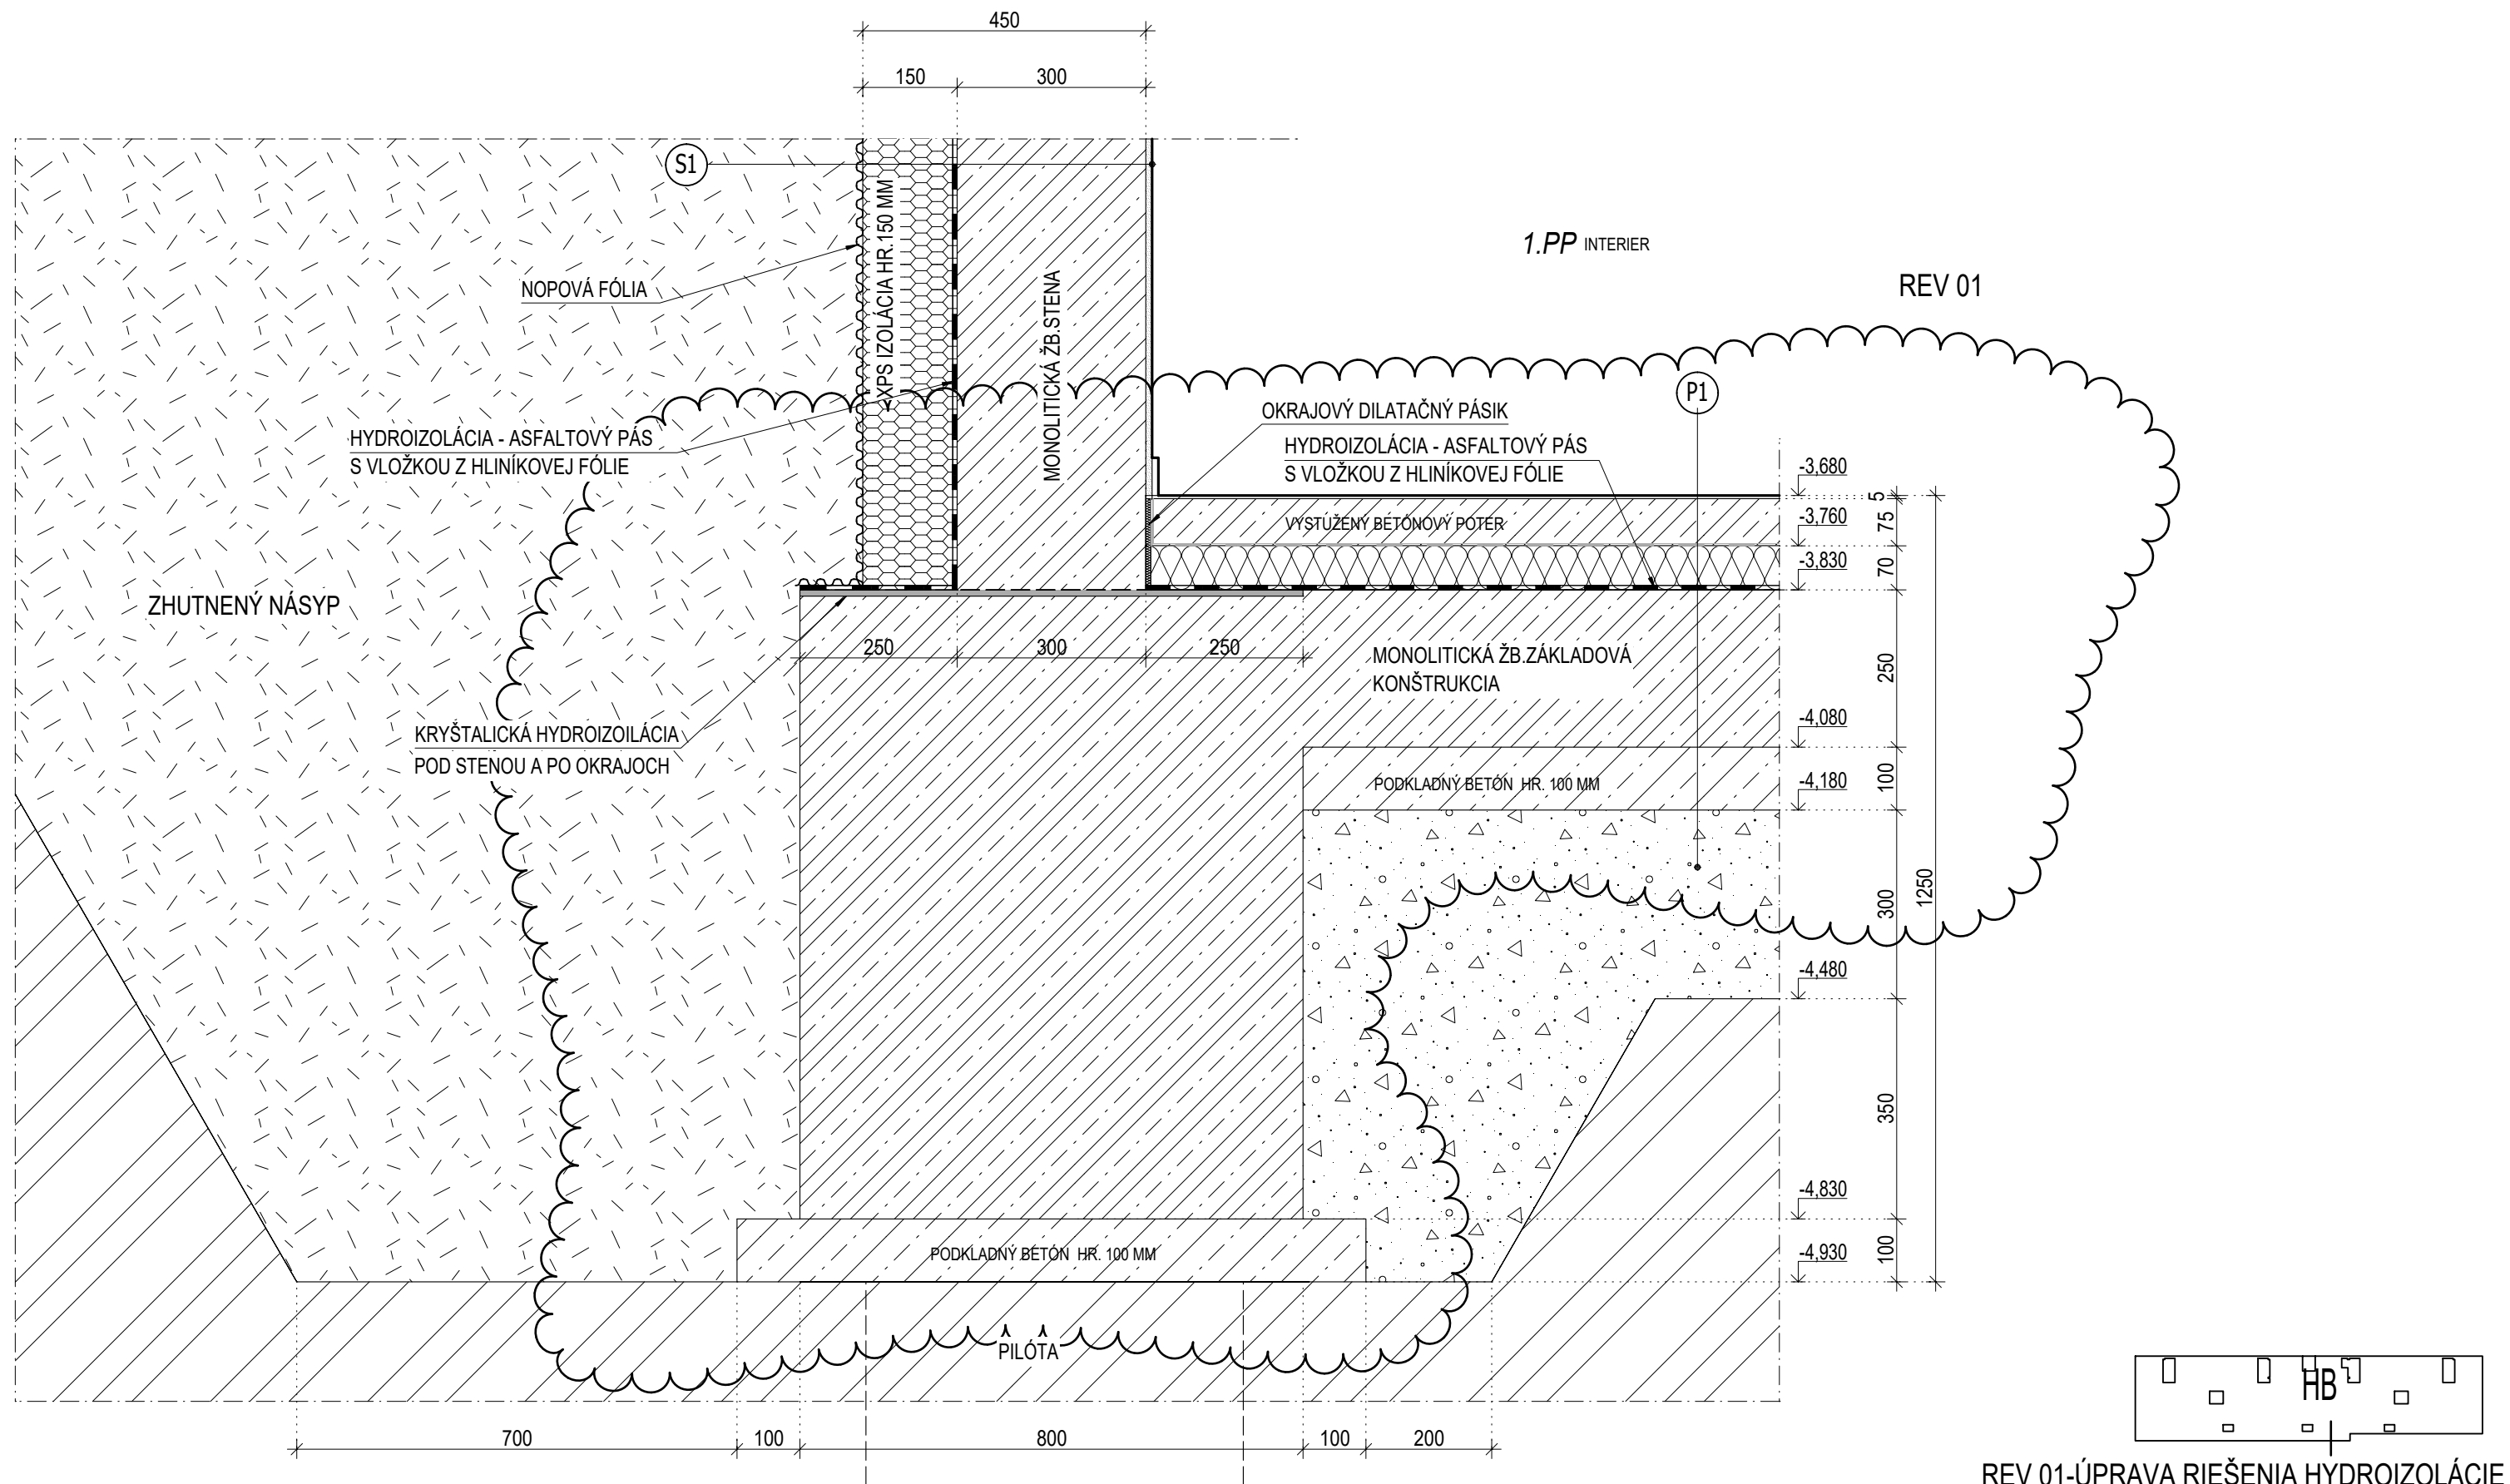 450
150
300
S1
XPS IZOLÁCIA HR.150 MM
MONOLITICKÁ ŽB.STENA
1.PP INTERIER
REV 01
NOPOVÁ FÓLIA
P1
OKRAJOVÝ DILATAČNÝ PÁSIK
HYDROIZOLÁCIA - ASFALTOVÝ PÁS
S VLOŽKOU Z HLINÍKOVEJ FÓLIE
HYDROIZOLÁCIA - ASFALTOVÝ PÁS
S VLOŽKOU Z HLINÍKOVEJ FÓLIE
-3,680
5
VYSTUŽENÝ BETÓNOVÝ POTER
-3,760
75
-3,830
70
ZHUTNENÝ NÁSYP
250
300
250
MONOLITICKÁ ŽB.ZÁKLADOVÁ
KONŠTRUKCIA
250
KRYŠTALICKÁ HYDROIZOILÁCIA
POD STENOU A PO OKRAJOCH
-4,080
PODKLADNÝ BETÓN HR. 100 MM
-4,180
100
300
1250
-4,480
350
-4,830
PODKLADNÝ BETÓN HR. 100 MM
-4,930
100
PILÓTA
HB
700
100
800
100
200
REV 01-ÚPRAVA RIEŠENIA HYDROIZOLÁCIE